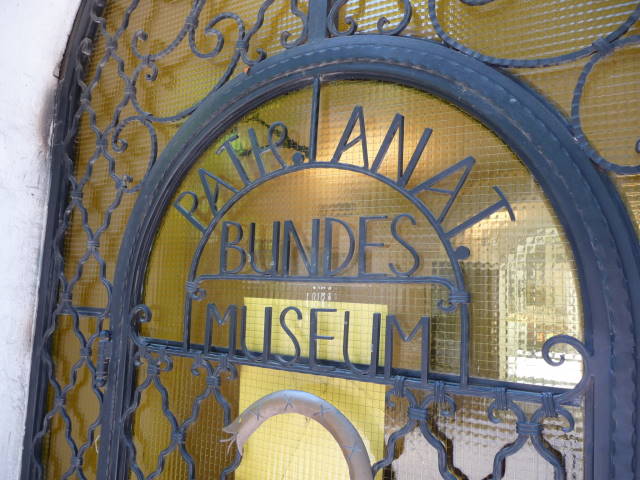 PATH. ANAT.
BUNDES
MUSEUM